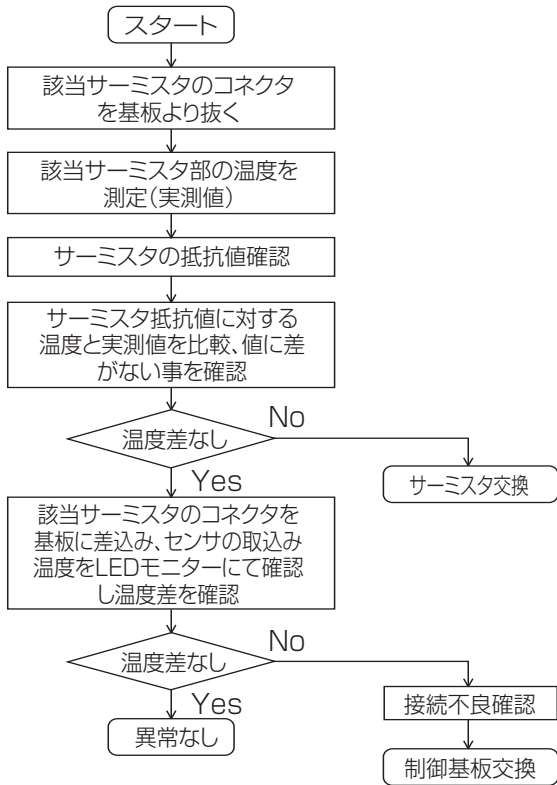 スタート
該当サーミスタのコネクタ
を基板より抜く
該当サーミスタ部の温度を
測定(実測値)
サーミスタの抵抗値確認
サーミスタ抵抗値に対する
温度と実測値を比較、値に差
がない事を確認
温度差なし
No
サーミスタ交換
Yes
該当サーミスタのコネクタを
基板に差込み、センサの取込み
温度をLEDモニターにて確認
し温度差を確認
温度差なし
No
接続不良確認
制御基板交換
Yes
異常なし